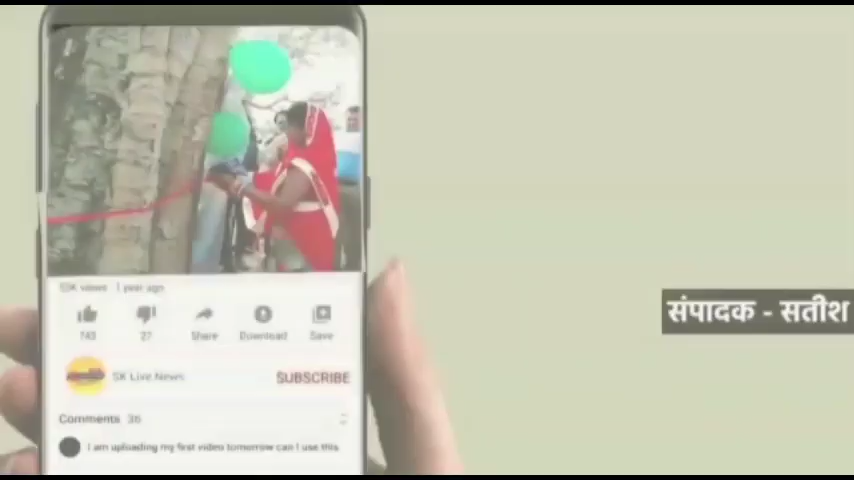 53K views · 1 year ago
743
27
Share
Download
Save
SK Live News
SUBSCRIBE
Comments 36
I am uploading my first video tomorrow can I use this
संपादक - सतीश